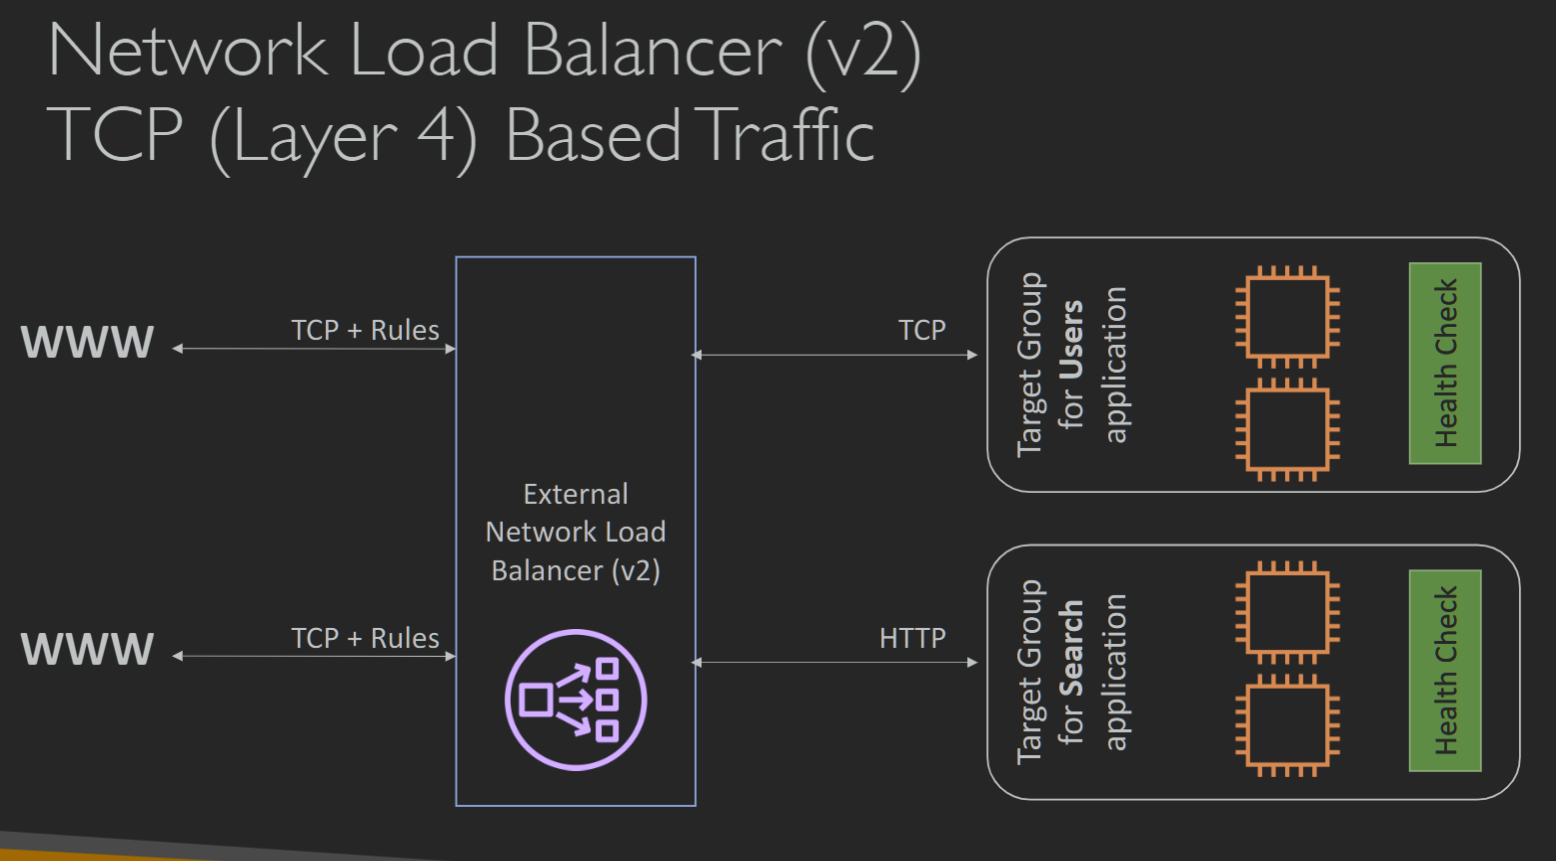 Network Load Balancer (v2)
TCP (Layer 4) Based Traffic
WWW
TCP + Rules
TCP
Target Group
for Users
application
Health Check
External
Network Load
Balancer (v2)
WWW
TCP + Rules
HTTP
Target Group
for Search
application
Health Check